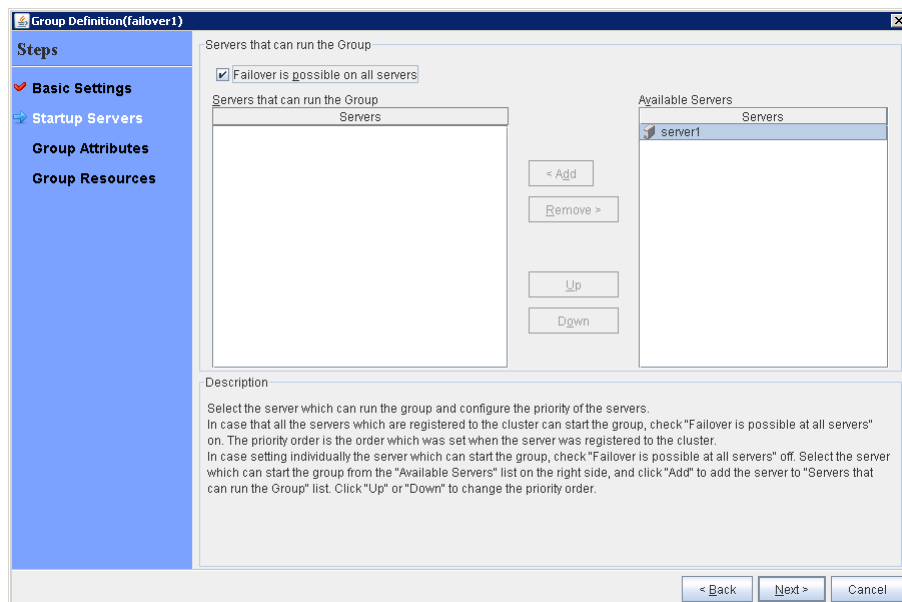 Group Definition(failover1)
Steps
Basic Settings
Startup Servers
Group Attributes
Group Resources
Servers that can run the Group
Failover is possible on all servers
Servers that can run the Group
Servers
< Add
Remove >
Up
Down
Available Servers
Servers
server1
Description
Select the server which can run the group and configure the priority of the servers.
In case that all the servers which are registered to the cluster can start the group, check "Failover is possible at all servers"
on. The priority order is the order which was set when the server was registered to the cluster.
In case setting individually the server which can start the group, check "Failover is possible at all servers" off. Select the server
which can start the group from the "Available Servers" list on the right side, and click "Add" to add the server to "Servers that
can run the Group" list. Click "Up" or "Down" to change the priority order.
< Back
Next >
Cancel